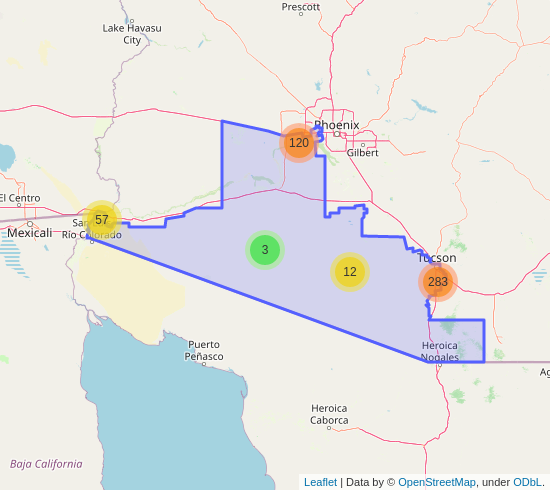 Prescott
Lake Havasu
City
Phoenix
120
Gilbert
El Centro
57
San
Río Colorado
Mexicali
3
12
Tucson
283
Heroica
Nogales
Puerto
Peñasco
Ag
Heroica
Caborca
Baja California
Leaflet | Data by © OpenStreetMap, under ODbL.